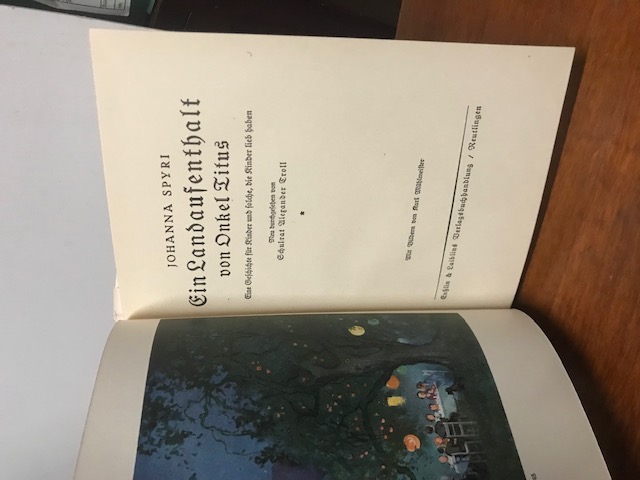 JOHANNA SPYRI
Ein Landaufenthalt
von Onkel Titus
Eine Geschichte für Kinder und solche, die Kinder lieb haben
Neu durchgesehen von
Schulrat Alexander Troll
*
Mit Bildern von Karl Mühlmeister
Enßlin & Laiblins Verlagsbuchhandlung / Reutlingen